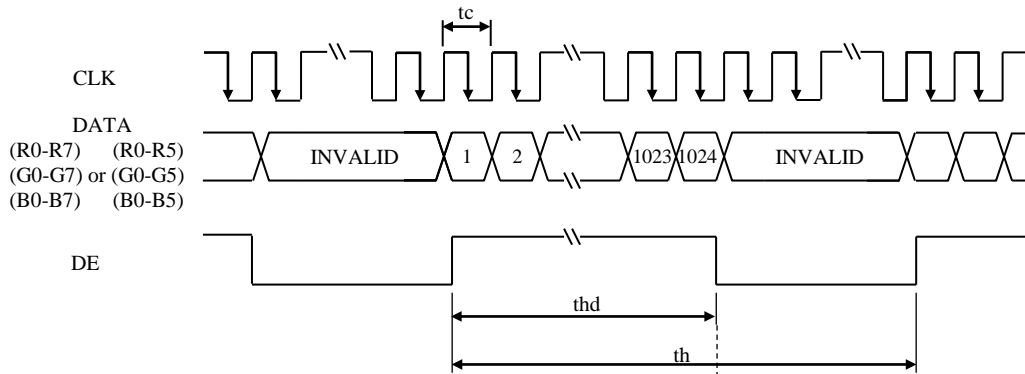 tc
CLK
DATA
(R0-R7) (R0-R5)
(G0-G7) or (G0-G5)
(B0-B7) (B0-B5)
INVALID 1 2 1023 1024 INVALID
DE
thd
th